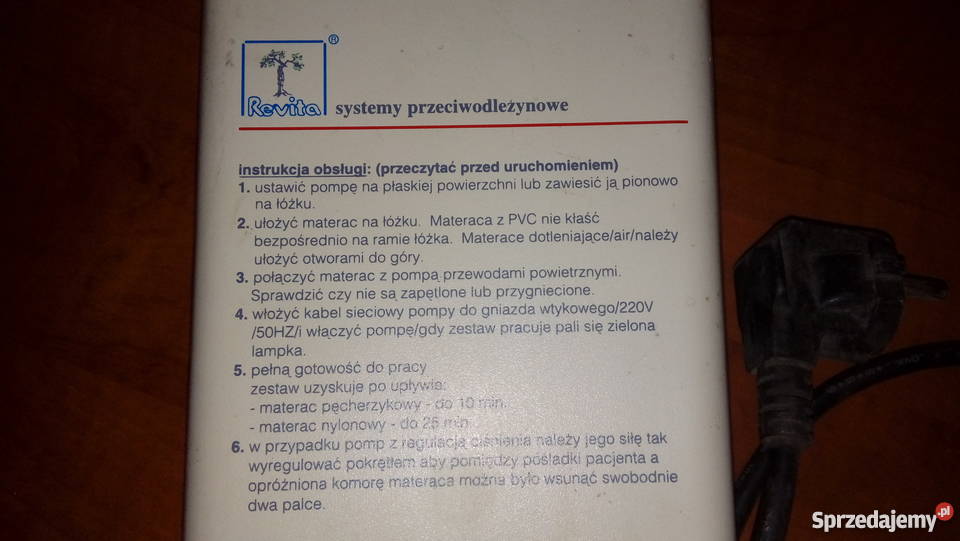 ®
Revita
systemy przeciwodleżynowe
instrukcja obsługi: (przeczytać przed uruchomieniem)
1. ustawić pompę na płaskiej powierzchni lub zawiesić ją pionowo
na łóżku.
2. ułożyć materac na łóżku. Materaca z PVC nie kłaść
bezpośrednio na ramie łóżka. Materace dotleniające/air/należy
ułożyć otworami do góry.
3. połączyć materac z pompą przewodami powietrznymi.
Sprawdzić czy nie są zapętlone lub przygniecione.
4. włożyć kabel sieciowy pompy do gniazda wtykowego/220V
/50HZ/i włączyć pompę/gdy zestaw pracuje pali się zielona
lampka.
5. pełną gotowość do pracy
zestaw uzyskuje po upływie:
- materac pęcherzykowy - do 10 min.
- materac nylonowy - do 25 min.
6. w przypadku pomp z regulacją ciśnienia należy jego siłę tak
wyregulować pokrętłem aby pomiędzy pośladki pacjenta a
opróżniona komorę materaca można było wsunąć swobodnie
dwa palce.
Sprzedajemy.pl